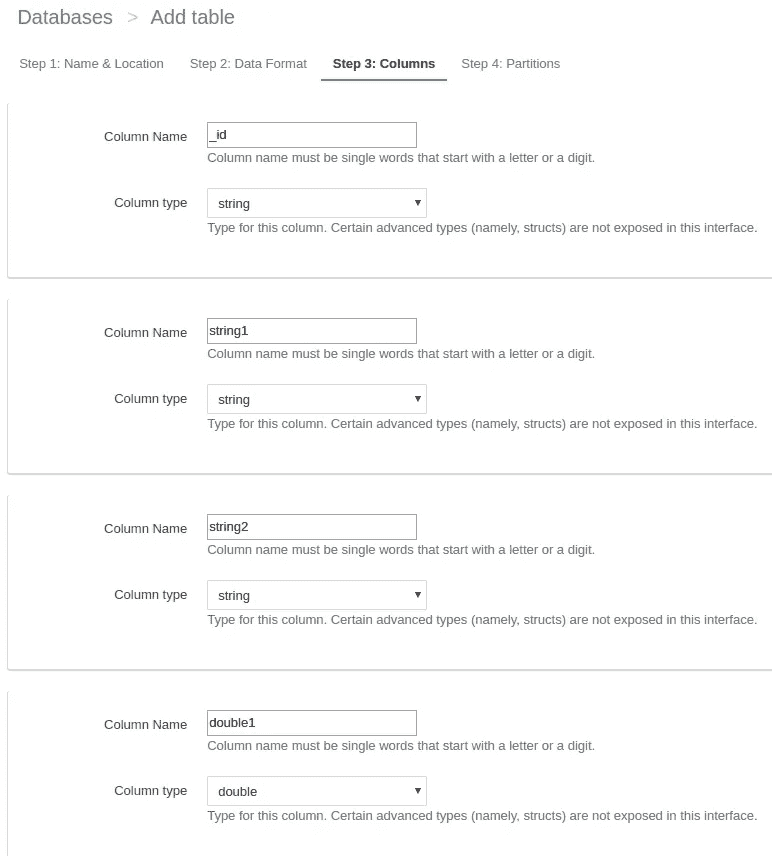 Databases > Add table
Step 1: Name & Location Step 2: Data Format Step 3: Columns Step 4: Partitions
Column Name _id
Column name must be single words that start with a letter or a digit.
Column type string
Type for this column. Certain advanced types (namely, structs) are not exposed in this interface.
Column Name string1
Column name must be single words that start with a letter or a digit.
Column type string
Type for this column. Certain advanced types (namely, structs) are not exposed in this interface.
Column Name string2
Column name must be single words that start with a letter or a digit.
Column type string
Type for this column. Certain advanced types (namely, structs) are not exposed in this interface.
Column Name double1
Column name must be single words that start with a letter or a digit.
Column type double
Type for this column. Certain advanced types (namely, structs) are not exposed in this interface.